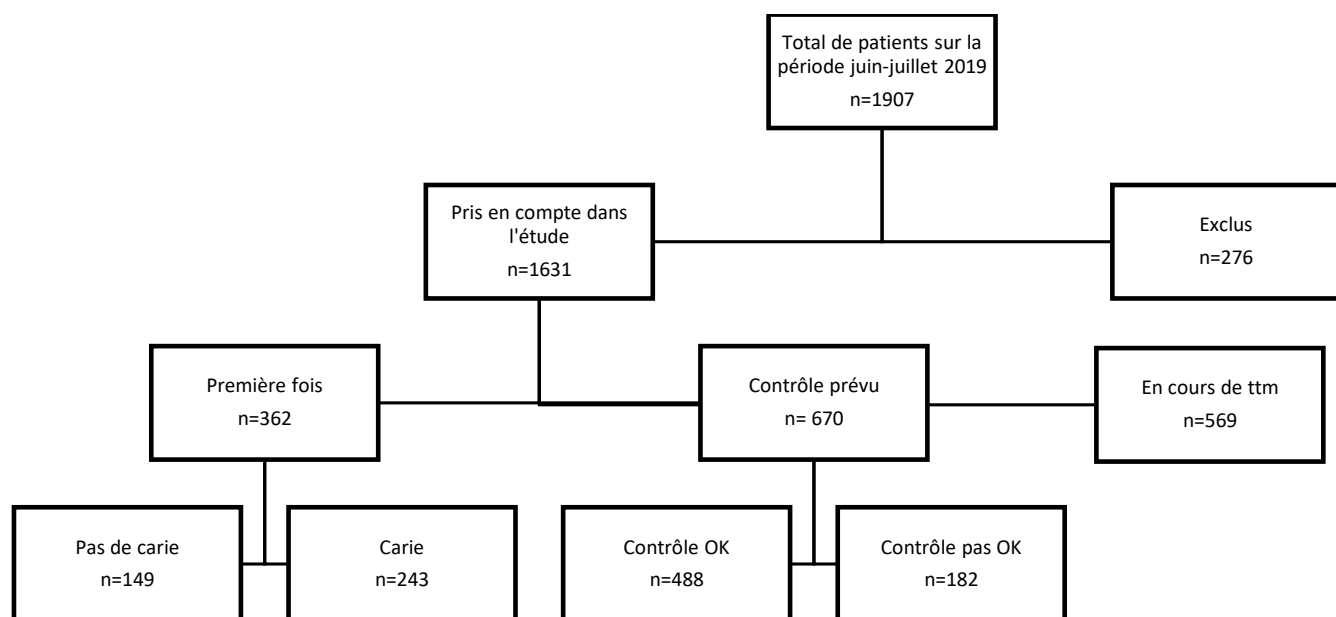 Total de patients sur la
période juin-juillet 2019
n=1907
Pris en compte dans
l'étude
n=1631
Exclus
n=276
Première fois
n=362
Contrôle prévu
n= 670
En cours de ttm
n=569
Pas de carie
n=149
Carie
n=243
Contrôle OK
n=488
Contrôle pas OK
n=182